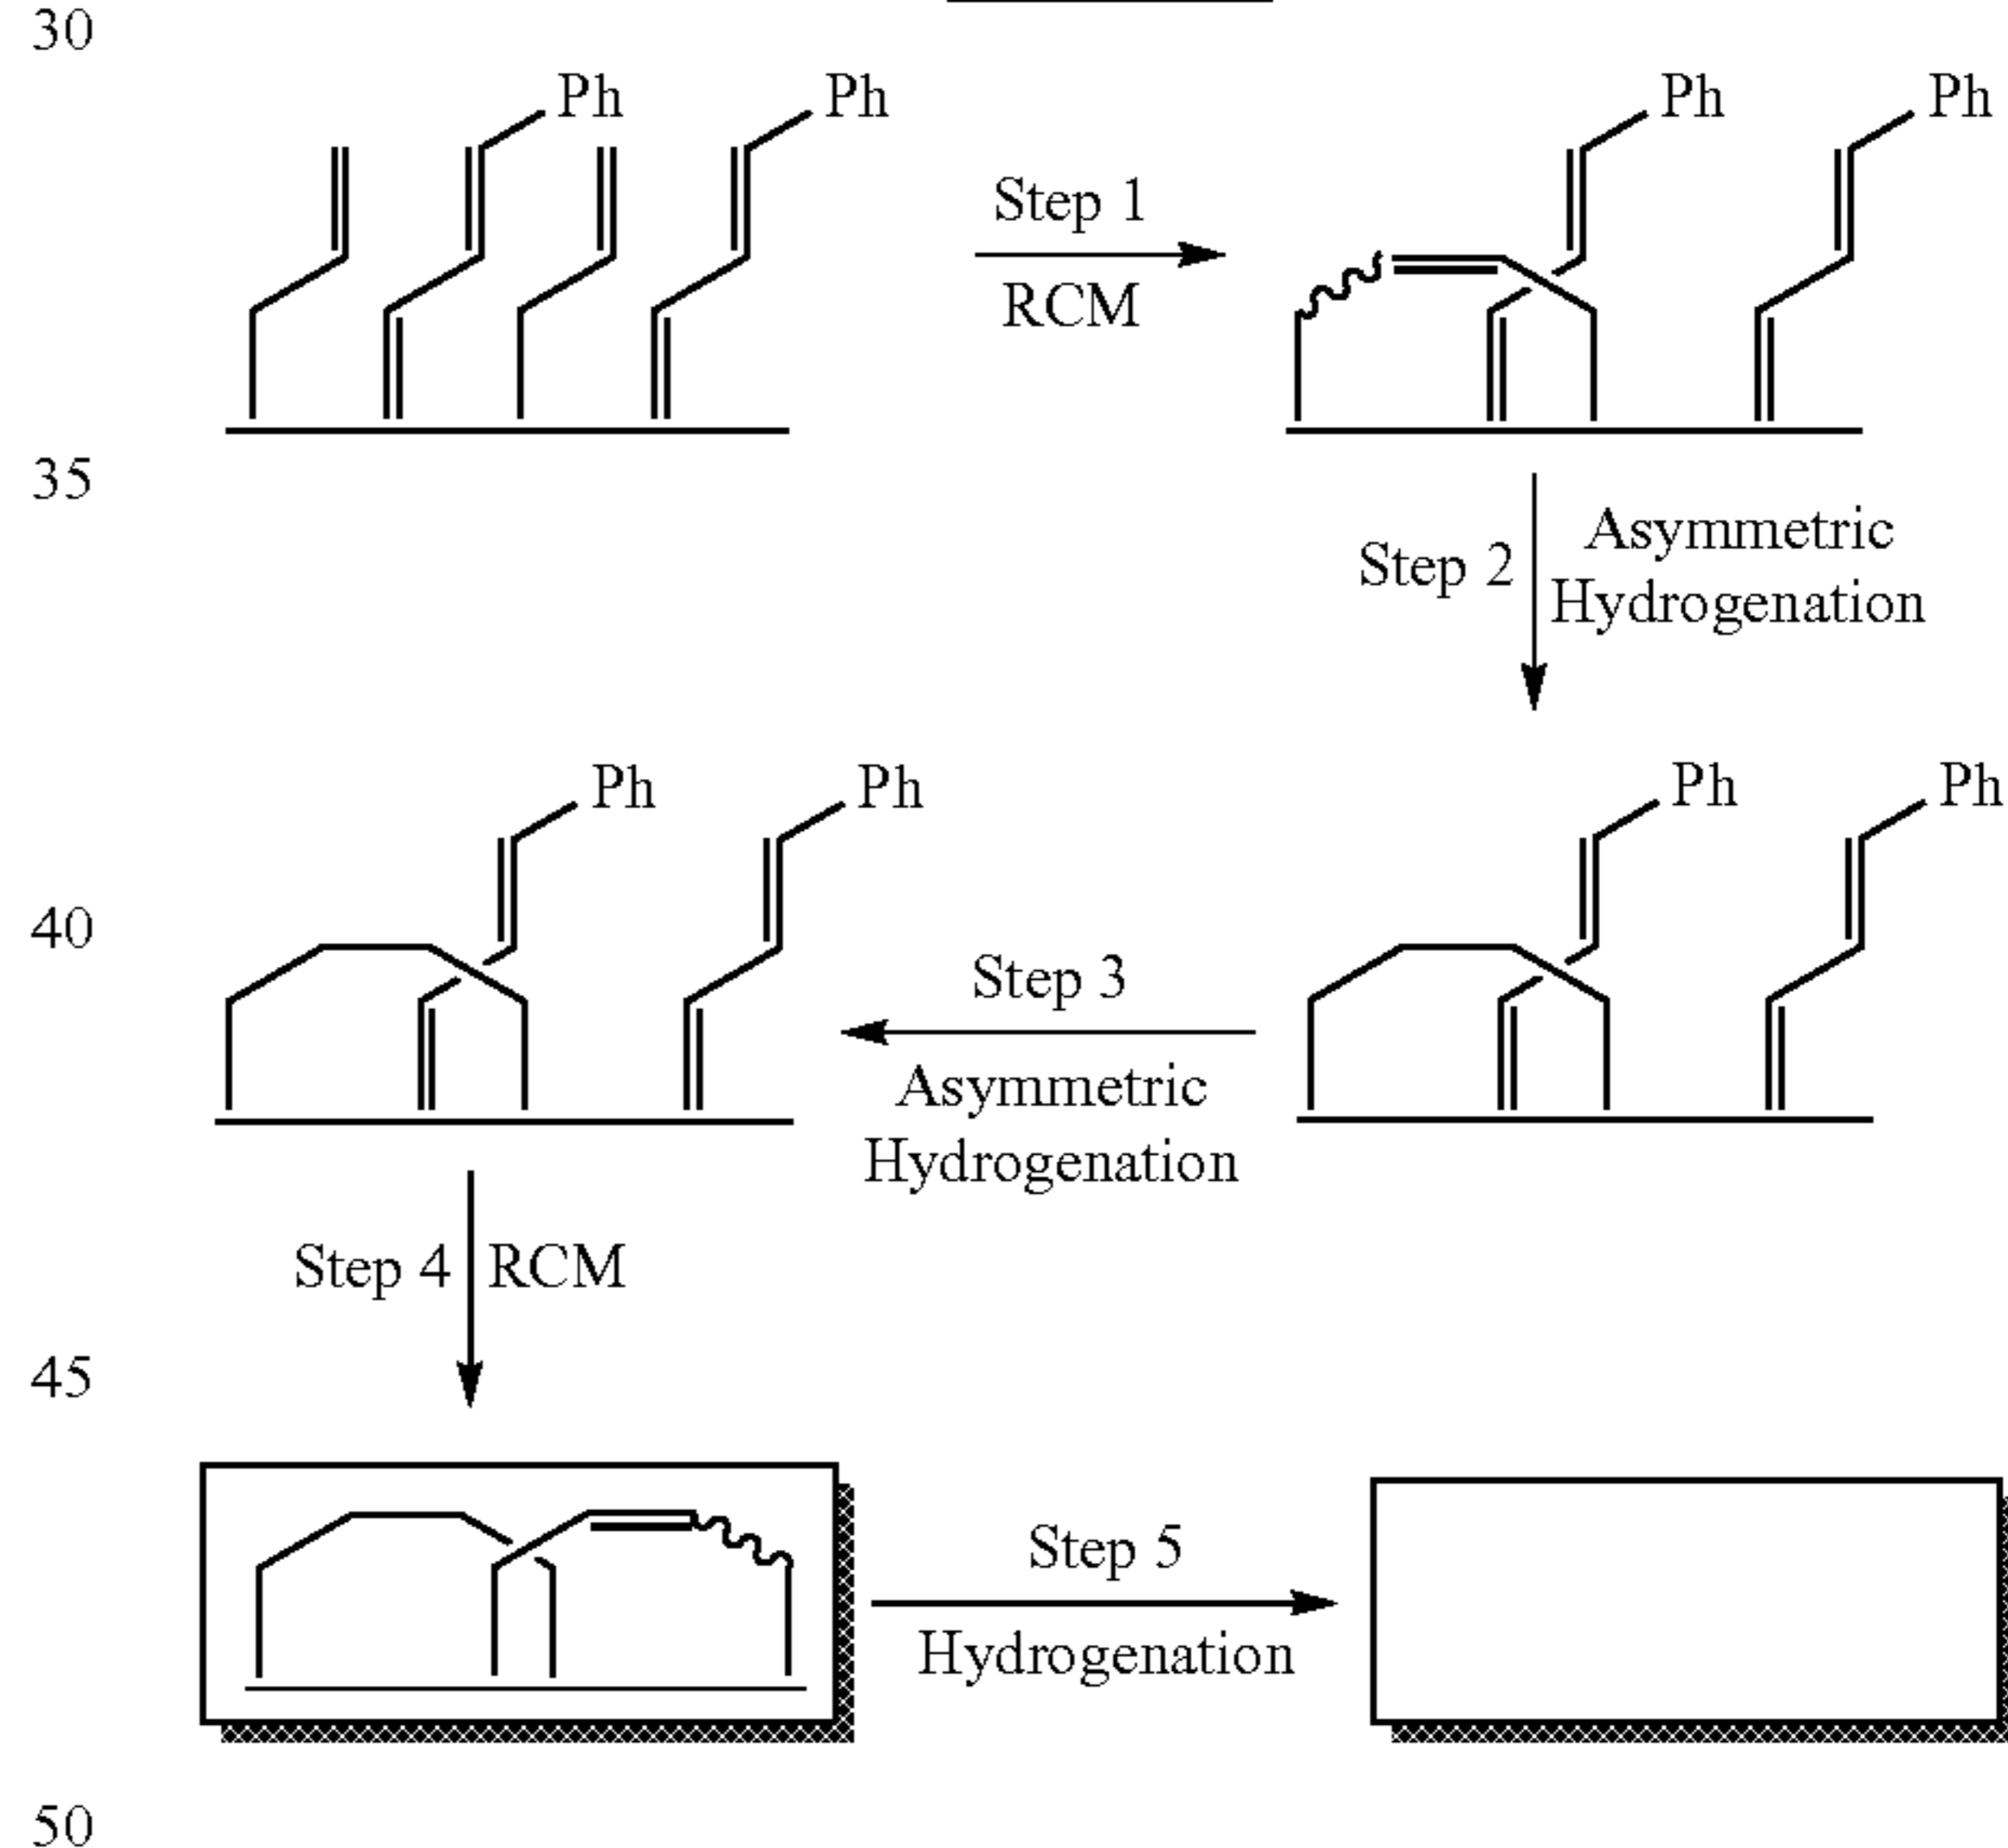 30
Ph
Ph
Ph
Ph
Step 1
RCM
35
Step 2
Asymmetric
Hydrogenation
Ph
Ph
Ph
Ph
40
Step 3
Asymmetric
Hydrogenation
Step 4
RCM
45
Step 5
Hydrogenation
50